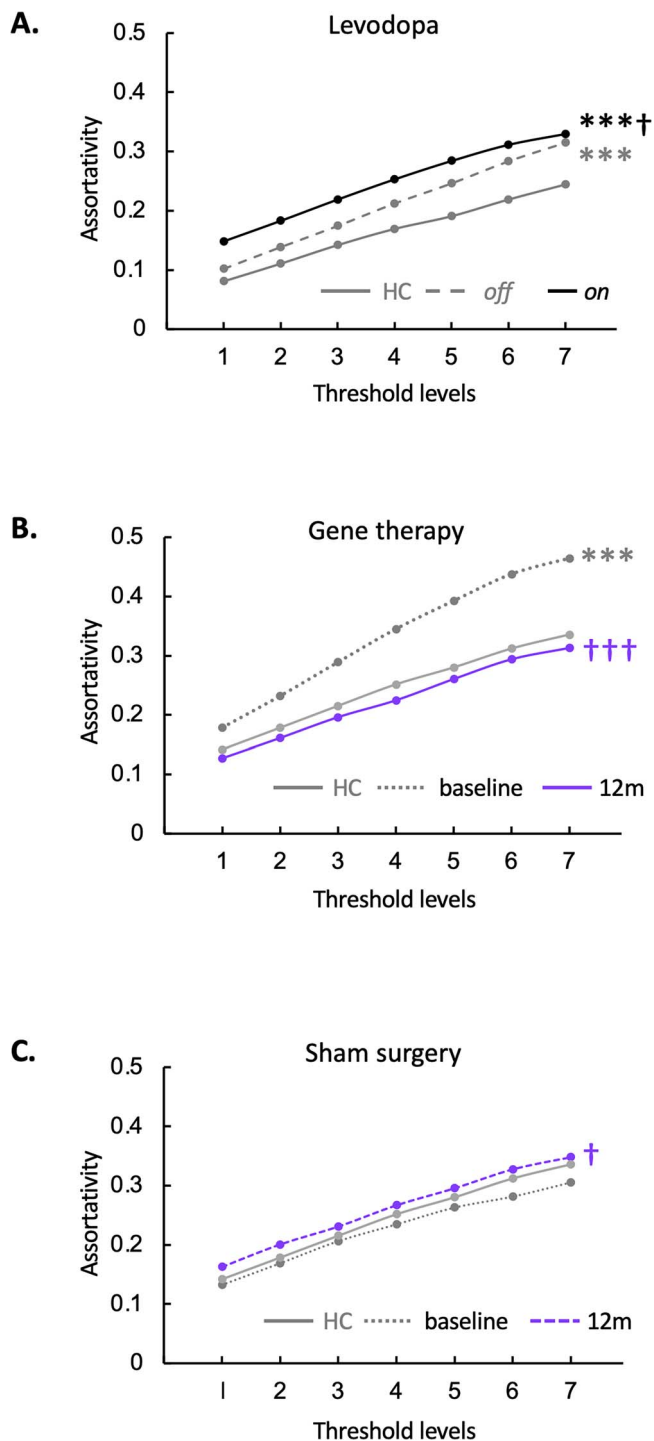 A.
Levodopa
0.5
0.4
0.3
0.2
0.1
0
Assortativity
***†
***
HC off on
1 2 3 4 5 6 7
Threshold levels
B.
Gene therapy
0.5
0.4
0.3
0.2
0.1
0
Assortativity
***
†††
HC baseline 12m
1 2 3 4 5 6 7
Threshold levels
C.
Sham surgery
0.5
0.4
0.3
0.2
0.1
0
Assortativity
†
HC baseline 12m
l 2 3 4 5 6 7
Threshold levels